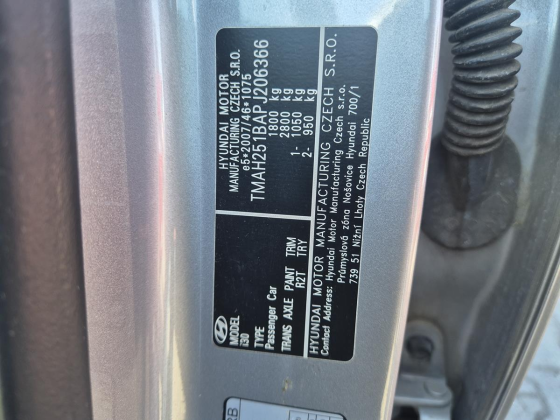 HYUNDAI MOTOR
MANUFACTURING CZECH S.R.O.
e5*2007/46*1075
TMAH251BAPJ206366
1800 kg
2800 kg
1- 1050 kg
2- 950 kg
MODEL
i30
TYPE
Passenger Car
TRANS AXLE PAINT TRIM
R2T TRY
HYUNDAI MOTOR MANUFACTURING CZECH S.R.O.
Contact Address: Hyundai Motor Manufacturing Czech s.r.o.
Průmyslová zóna Nošovice Hyundai 700/1
739 51 Nižní Lhoty Czech Republic
RB